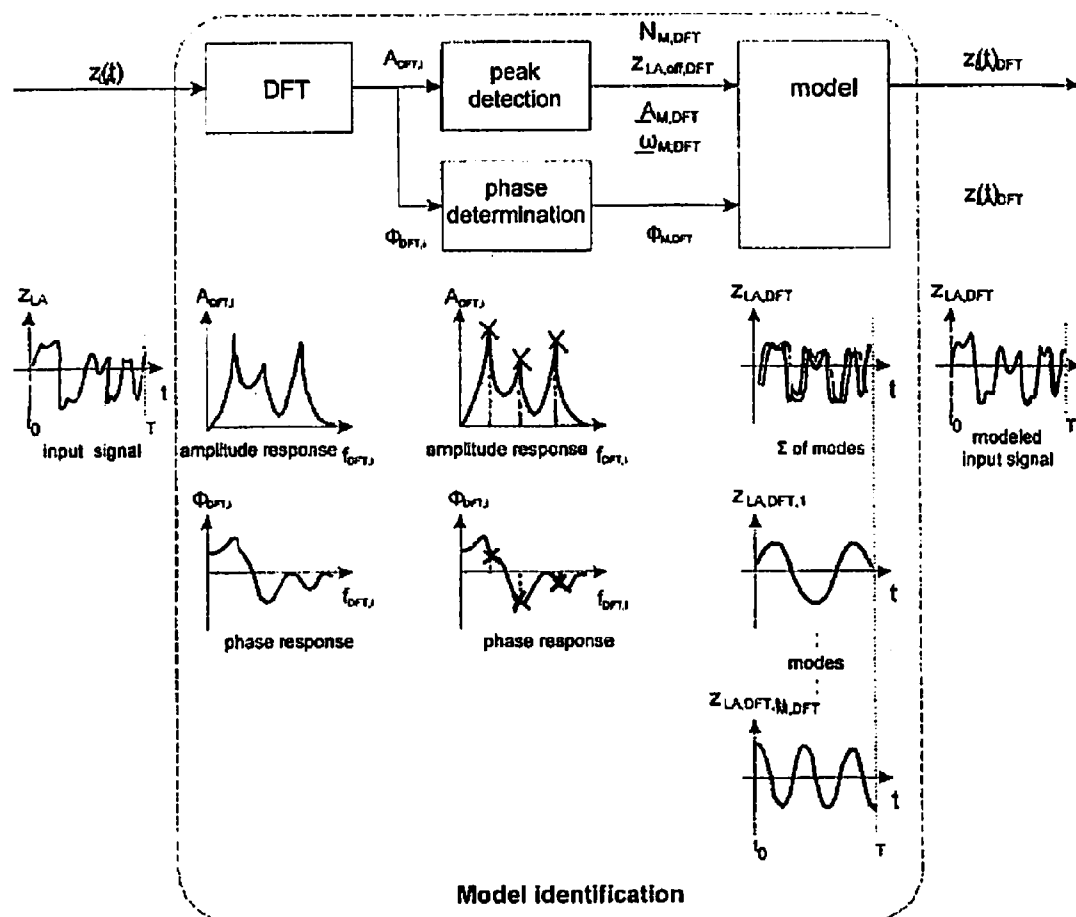 z(t)
DFT
A_DFT,i
Φ_DFT,i
peak
detection
phase
determination
N_M,DFT
z_LA,off,DFT
A_M,DFT
ω_M,DFT
Φ_M,DFT
model
z(t)_DFT
z(t)_DFT
z_LA
t
0
T
input signal
A_DFT,i
amplitude response f_DFT,i
A_DFT,i
amplitude response f_DFT,i
z_LA,DFT
t
Σ of modes
z_LA,DFT
t
0
T
modeled
input signal
Φ_DFT,i
f_DFT,i
phase response
Φ_DFT,i
f_DFT,i
phase response
z_LA,DFT,1
t
modes
z_LA,DFT,N_M,DFT
t
0
T
Model identification